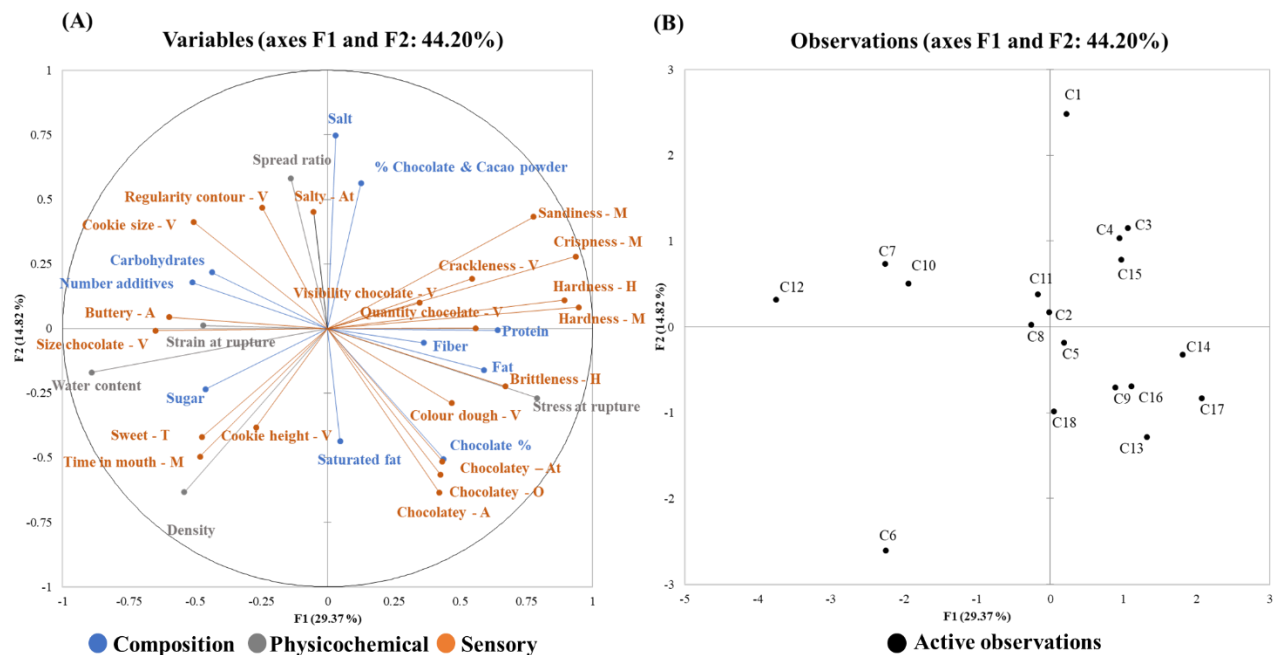 (A)
Variables (axes F1 and F2: 44.20%)
1
0.75
0.5
0.25
0
-0.25
-0.5
-0.75
-1
F2 (14.82 %)
Salt
Spread ratio
% Chocolate & Cacao powder
Regularity contour - V
Salty - At
Sandiness - M
Cookie size - V
Crispness - M
Carbohydrates
Crackleness - V
Number additives
Visibility chocolate - V
Hardness - H
Buttery - A
Quantity chocolate - V
Hardness - M
Size chocolate - V
Strain at rupture
Protein
Fiber
Fat
Water content
Brittleness - H
Sugar
Stress at rupture
Colour dough - V
Sweet - T
Cookie height - V
Chocolate %
Time in mouth - M
Saturated fat
Chocolatey – At
Chocolatey - O
Chocolatey - A
Density
-1 -0.75 -0.5 -0.25 0 0.25 0.5 0.75 1
F1 (29.37 %)
Composition Physicochemical Sensory
(B)
Observations (axes F1 and F2: 44.20%)
3
2
1
0
-1
-2
-3
F2 (14.82 %)
C1
C4 C3
C7
C15
C10
C12
C11
C2
C8
C5
C14
C9 C16
C17
C18
C13
C6
-5 -4 -3 -2 -1 0 1 2 3
F1 (29.37 %)
Active observations